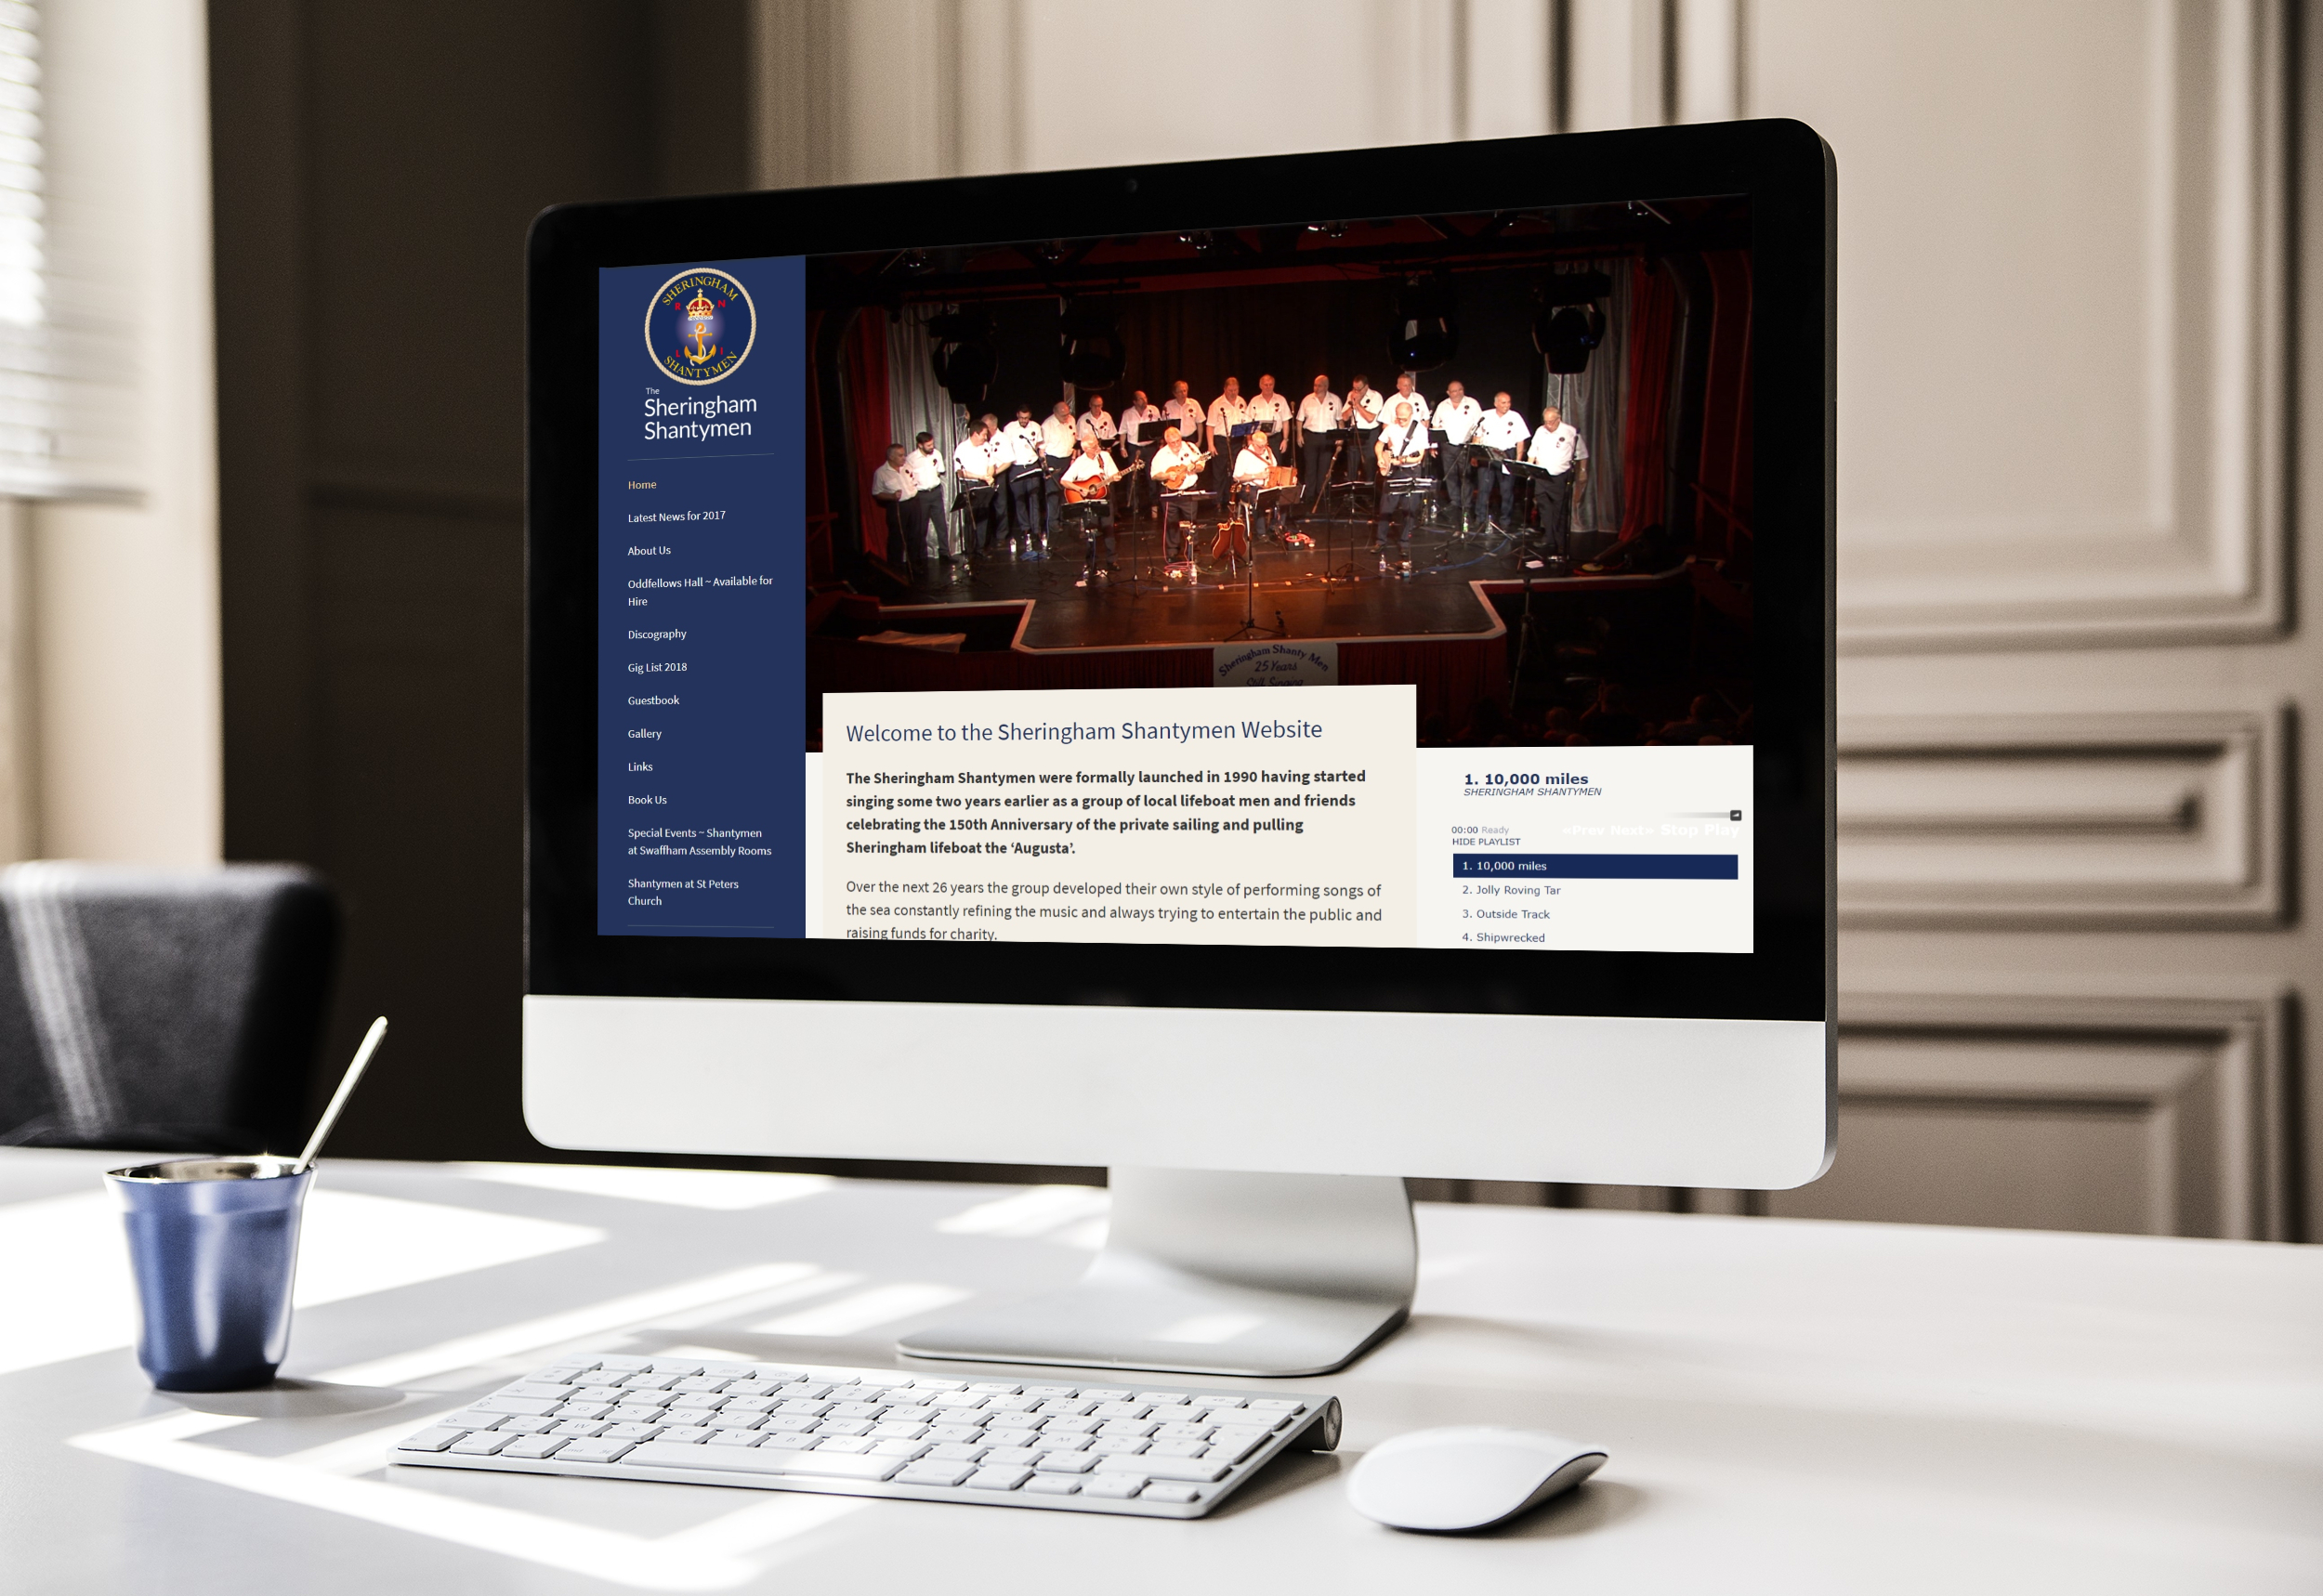 SHERINGHAM
R N
L I
SHANTYMEN
The
Sheringham
Shantymen
Home
Latest News for 2017
About Us
Oddfellows Hall ~ Available for
Hire
Discography
Gig List 2018
Guestbook
Gallery
Links
Book Us
Special Events ~ Shantymen
at Swaffham Assembly Rooms
Shantymen at St Peters
Church
Sheringham Shanty Men
25 Years
Still Singing
Welcome to the Sheringham Shantymen Website
The Sheringham Shantymen were formally launched in 1990 having started
singing some two years earlier as a group of local lifeboat men and friends
celebrating the 150th Anniversary of the private sailing and pulling
Sheringham lifeboat the ‘Augusta’.
Over the next 26 years the group developed their own style of performing songs of
the sea constantly refining the music and always trying to entertain the public and
raising funds for charity.
1. 10,000 miles
SHERINGHAM SHANTYMEN
00:00 Ready
«Prev Next» Stop Play
HIDE PLAYLIST
1. 10,000 miles
2. Jolly Roving Tar
3. Outside Track
4. Shipwrecked